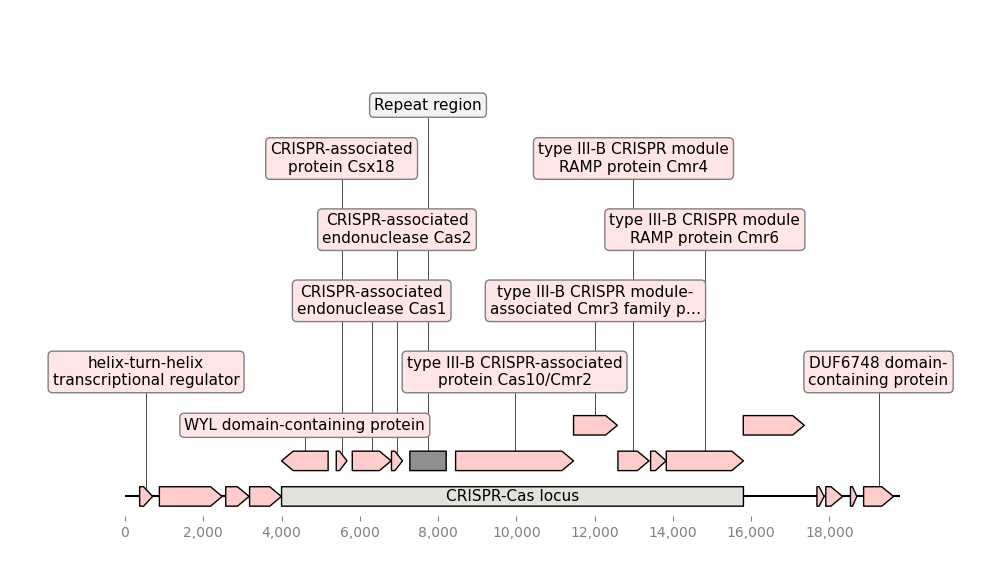 Repeat region
CRISPR-associated
protein Csx18
type III-B CRISPR module
RAMP protein Cmr4
CRISPR-associated
endonuclease Cas2
type III-B CRISPR module
RAMP protein Cmr6
CRISPR-associated
endonuclease Cas1
type III-B CRISPR module-
associated Cmr3 family p…
helix-turn-helix
transcriptional regulator
type III-B CRISPR-associated
protein Cas10/Cmr2
DUF6748 domain-
containing protein
WYL domain-containing protein
CRISPR-Cas locus
0 2,000 4,000 6,000 8,000 10,000 12,000 14,000 16,000 18,000